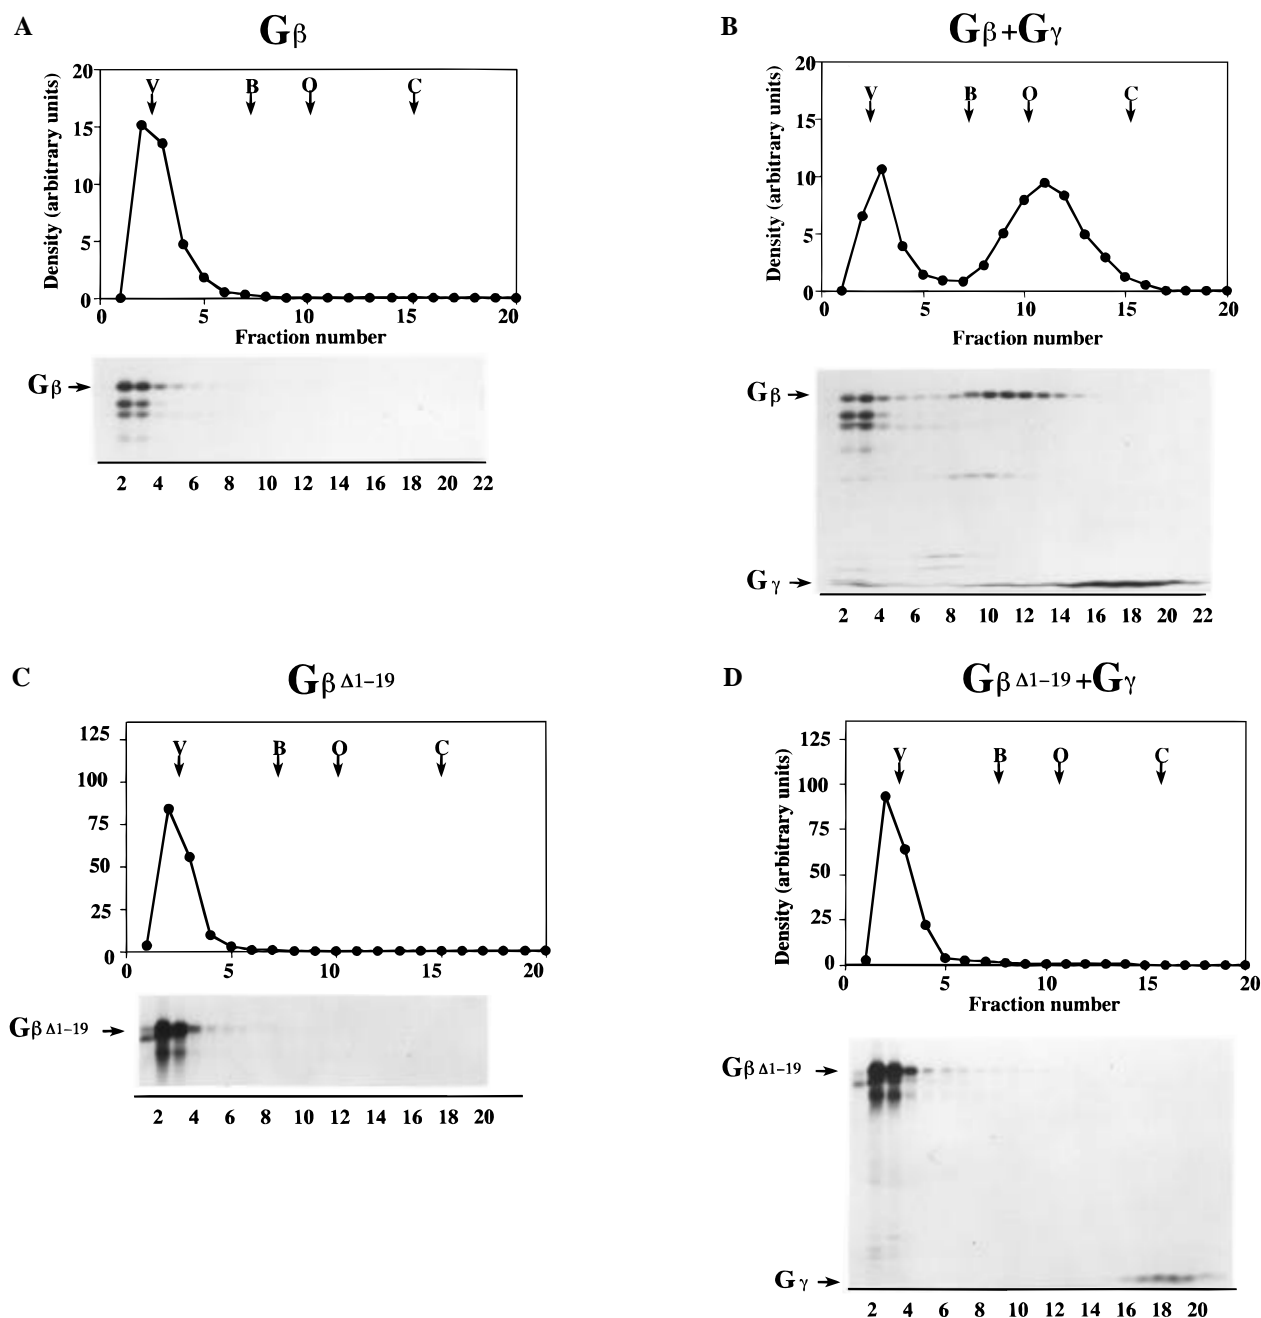 A
Gβ
20
15
10
5
0
V B O C
Density (arbitrary units)
0 5 10 15 20
Fraction number
Gβ
2 4 6 8 10 12 14 16 18 20 22
B
Gβ+Gγ
20
15
10
5
0
V B O C
Density (arbitrary units)
0 5 10 15 20
Fraction number
Gβ
Gγ
2 4 6 8 10 12 14 16 18 20 22
C
Gβ Δ1-19
125
100
75
50
25
0
V B O C
0 5 10 15 20
Gβ Δ1-19
2 4 6 8 10 12 14 16 18 20
D
Gβ Δ1-19 +Gγ
125
100
75
50
25
0
V B O C
Density (arbitrary units)
0 5 10 15 20
Fraction number
Gβ Δ1-19
Gγ
2 4 6 8 10 12 14 16 18 20